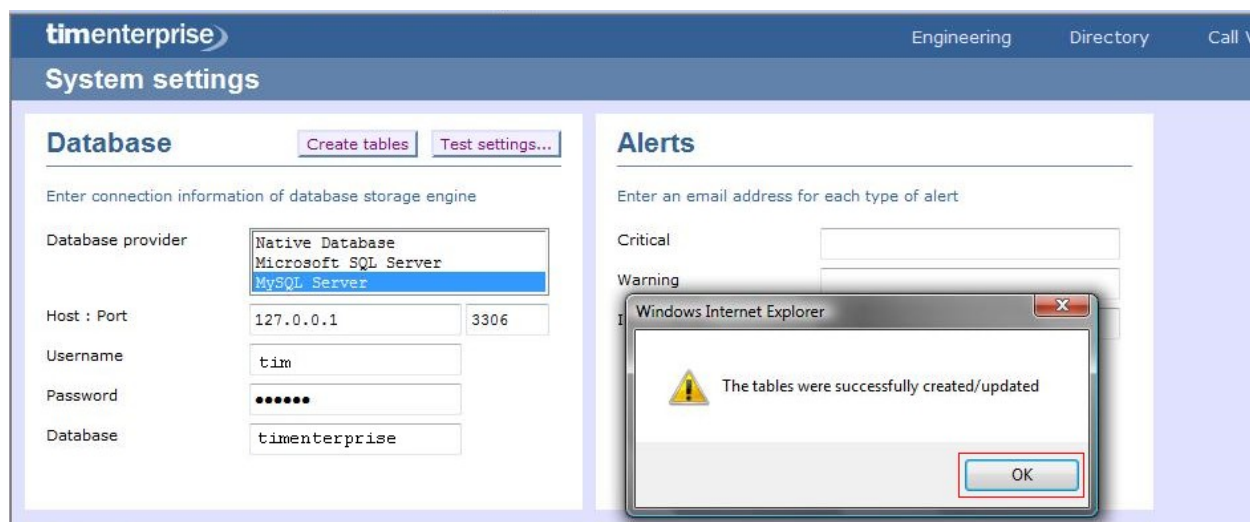 timenterprise
Engineering Directory Call
System settings
Database Create tables Test settings...
Enter connection information of database storage engine
Database provider
Native Database
Microsoft SQL Server
MySQL Server
Host : Port 127.0.0.1 3306
Username tim
Password ●●●●●●
Database timenterprise
Alerts
Enter an email address for each type of alert
Critical
Warning
Windows Internet Explorer
The tables were successfully created/updated
OK